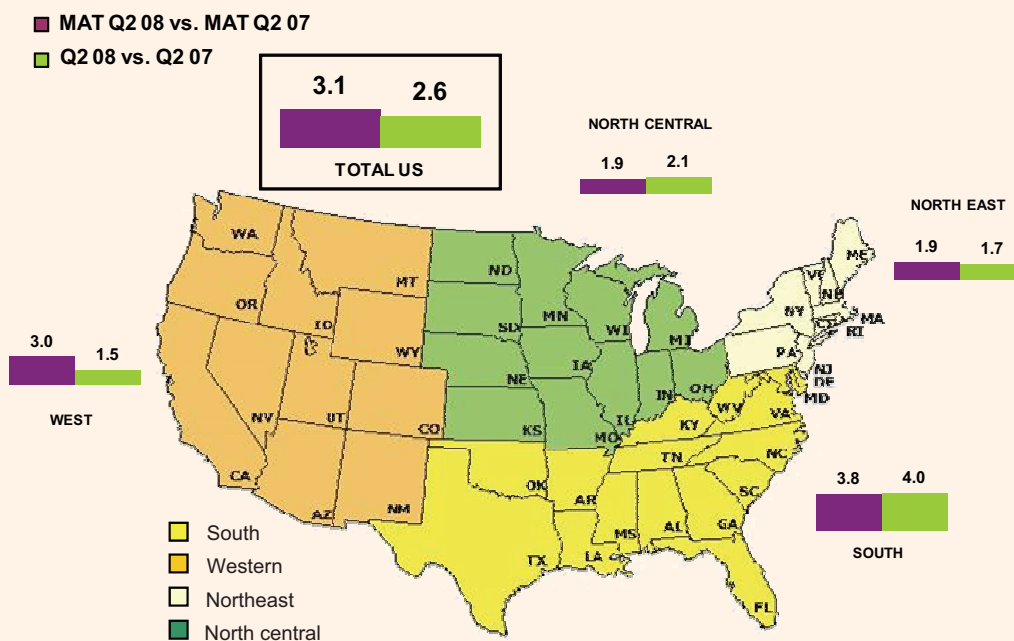 MAT Q2 08 vs. MAT Q2 07
Q2 08 vs. Q2 07
3.1 2.6
TOTAL US
NORTH CENTRAL
1.9 2.1
NORTH EAST
1.9 1.7
3.0 1.5
WEST
3.8 4.0
SOUTH
WA
OR
ID
MT
WY
NV
UT
CO
CA
AZ
NM
ND
SD
NE
KS
MN
IA
MO
WI
IL
MI
IN
OH
ME
VT
NH
NY
MA
CT
RI
PA
NJ
DE
MD
WV
VA
KY
TN
NC
SC
OK
AR
TX
LA
MS
AL
GA
FL
South
Western
Northeast
North central